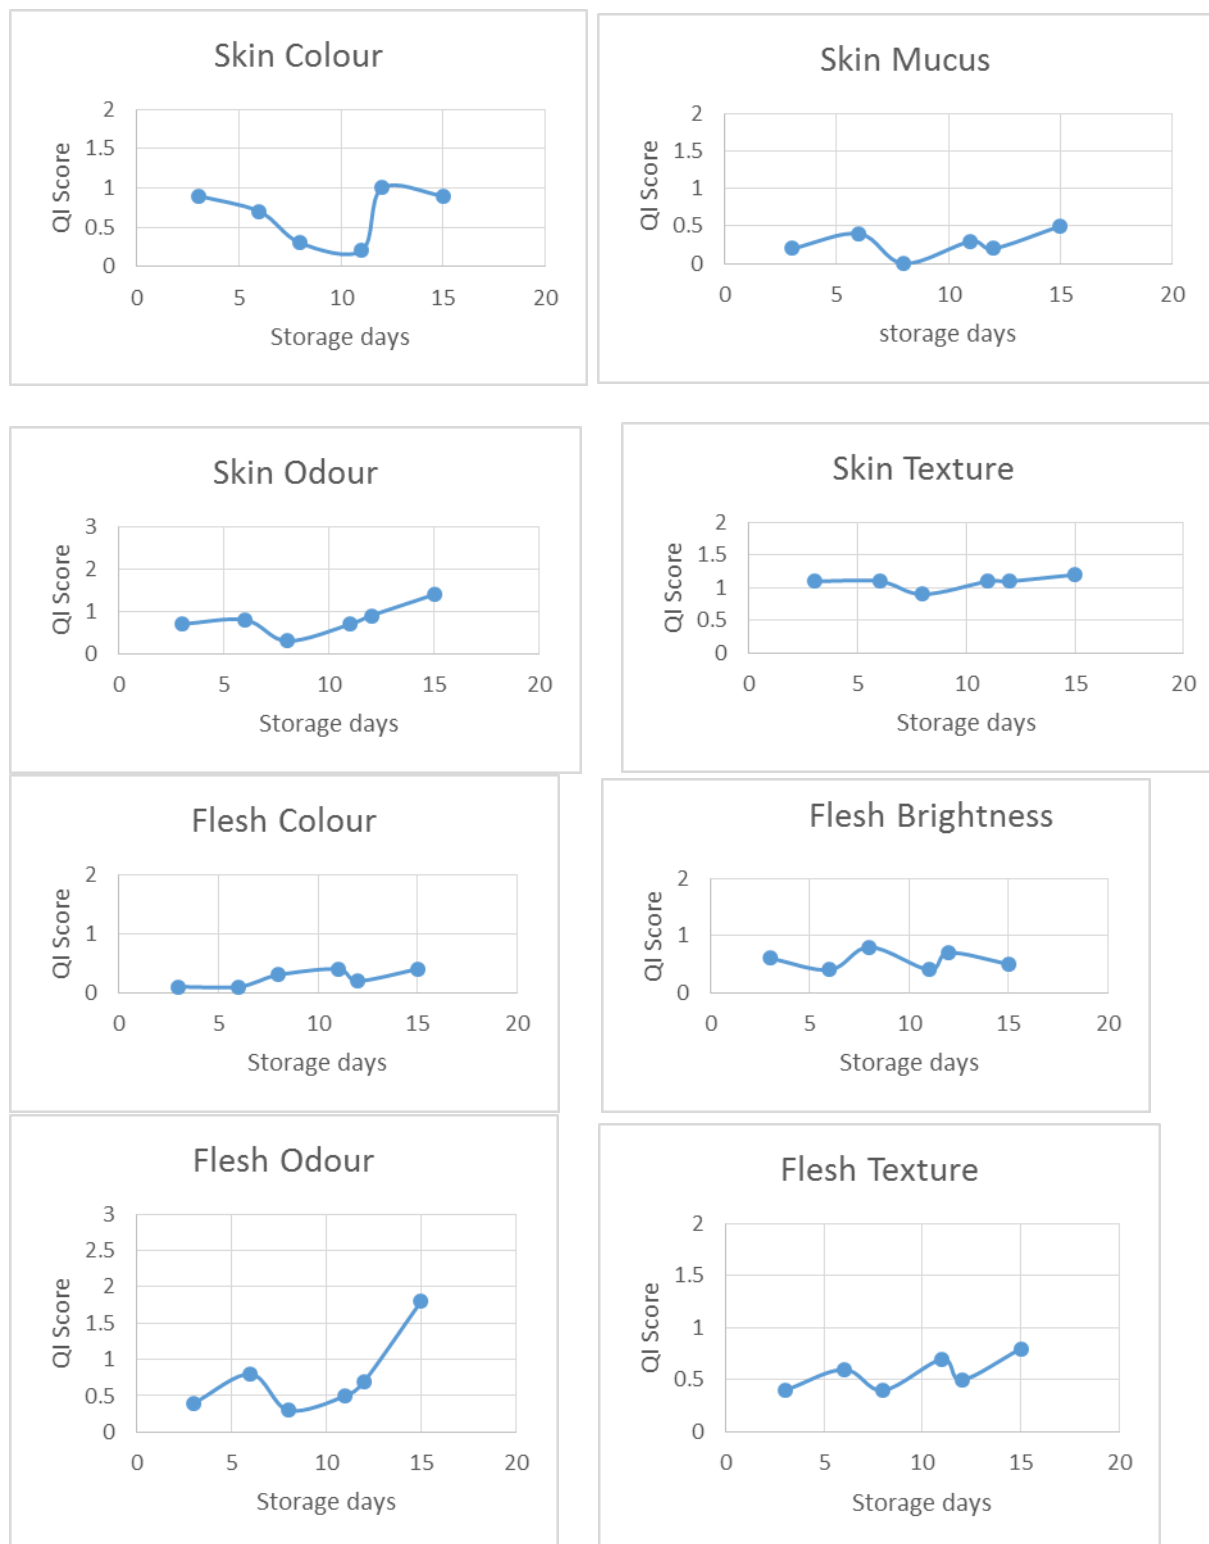 Skin Colour
2
1.5
1
0.5
0
0 5 10 15 20
QI Score
Storage days
Skin Mucus
2
1.5
1
0.5
0
0 5 10 15 20
QI Score
storage days
Skin Odour
3
2
1
0
0 5 10 15 20
QI Score
Storage days
Skin Texture
2
1.5
1
0.5
0
0 5 10 15 20
QI Score
Storage days
Flesh Colour
2
1
0
0 5 10 15 20
QI Score
Storage days
Flesh Brightness
2
1
0
0 5 10 15 20
QI Score
Storage days
Flesh Odour
3
2.5
2
1.5
1
0.5
0
0 5 10 15 20
QI Score
Storage days
Flesh Texture
2
1.5
1
0.5
0
0 5 10 15 20
QI Score
Storage days